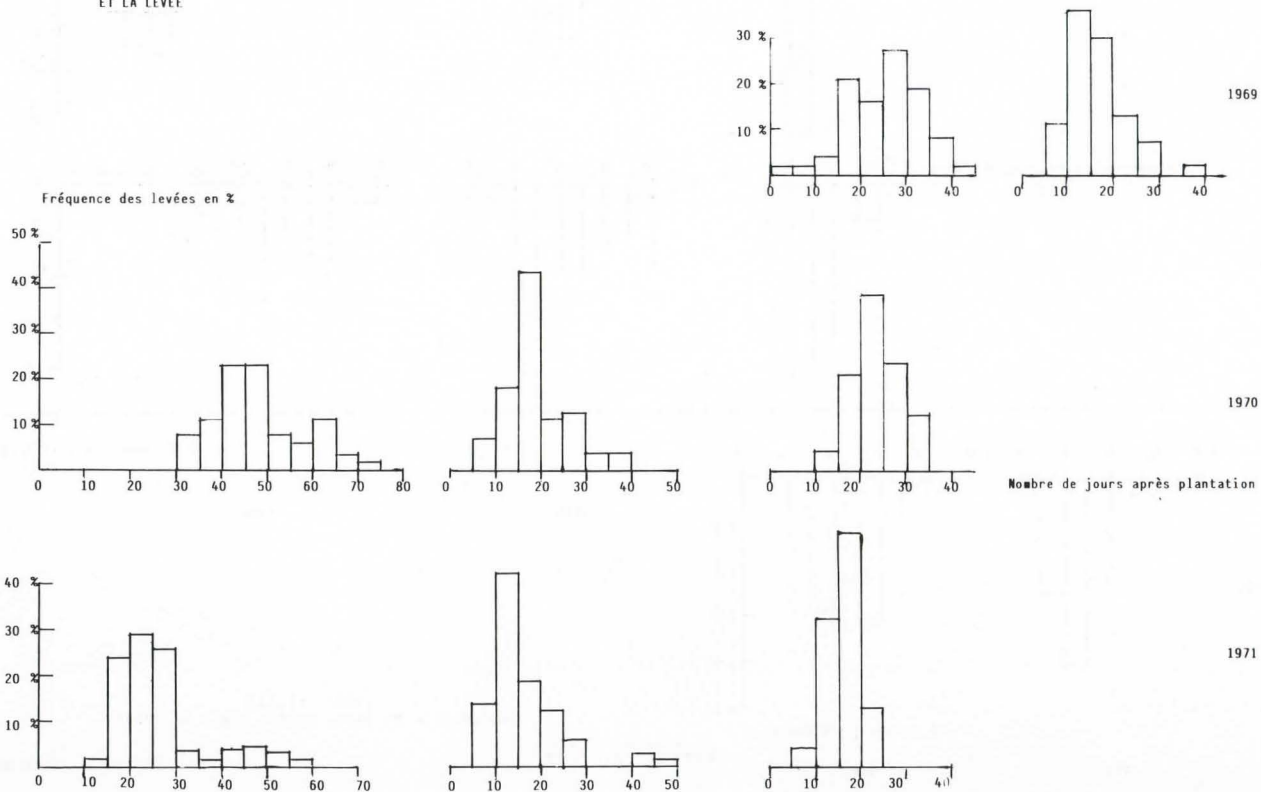 ET LA LEVÉE
30 %
20 %
10 %
1969
0 10 20 30 40
0 10 20 30 40
Fréquence des levées en %
50 %
40 %
30 %
20 %
10 %
1970
0 10 20 30 40 50 60 70 80
0 10 20 30 40 50
0 10 20 30 40
Nombre de jours après plantation
40 %
30 %
20 %
10 %
1971
0 10 20 30 40 50 60 70
0 10 20 30 40 50
0 10 20 30 40